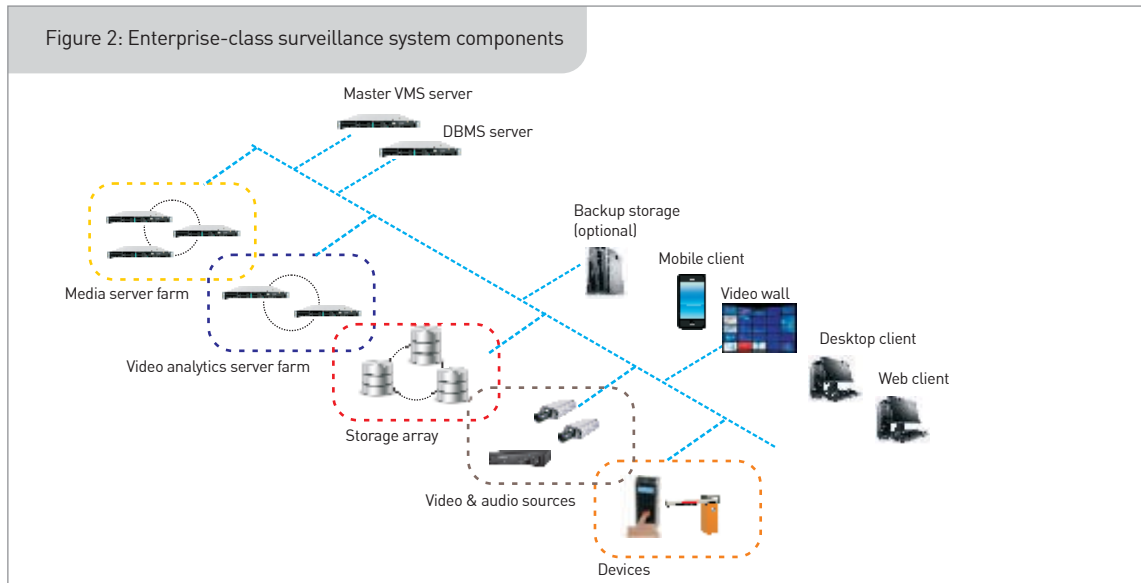 Figure 2: Enterprise-class surveillance system components
Master VMS server
DBMS server
Backup storage
(optional)
Mobile client
Media server farm
Video wall
Desktop client
Video analytics server farm
Web client
Storage array
Video & audio sources
Devices